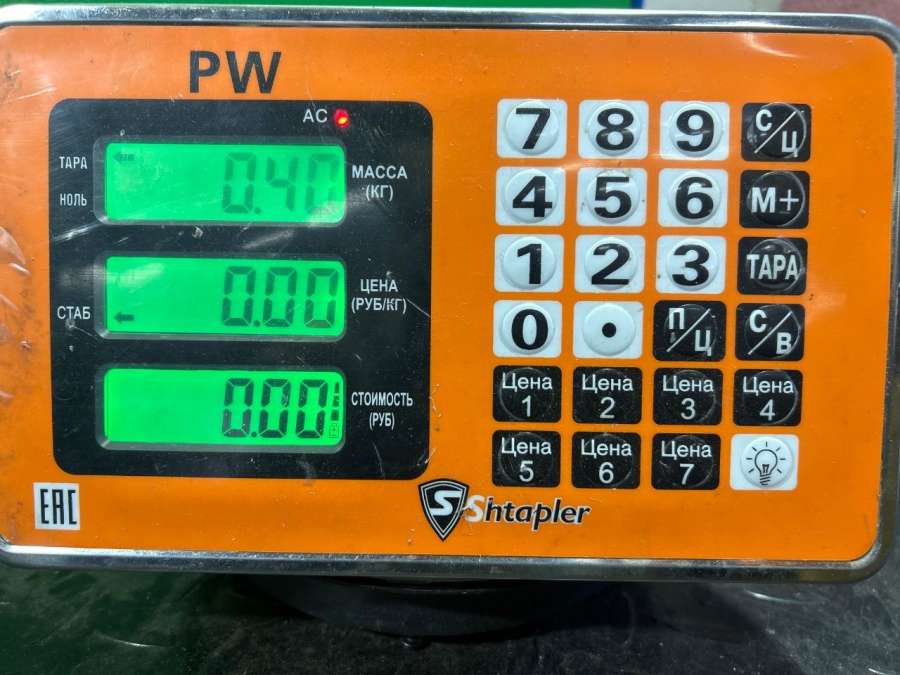 PW
AC
ТАРА
НОЛЬ
0.40
МАССА
(КГ)
СТАБ
0.00
ЦЕНА
(РУБ/КГ)
0.00
СТОИМОСТЬ
(РУБ)
7 8 9 С/Ц
4 5 6 М+
1 2 3 ТАРА
0 . П/Ц С/В
Цена 1 Цена 2 Цена 3 Цена 4
Цена 5 Цена 6 Цена 7
EAC
S Shtapler